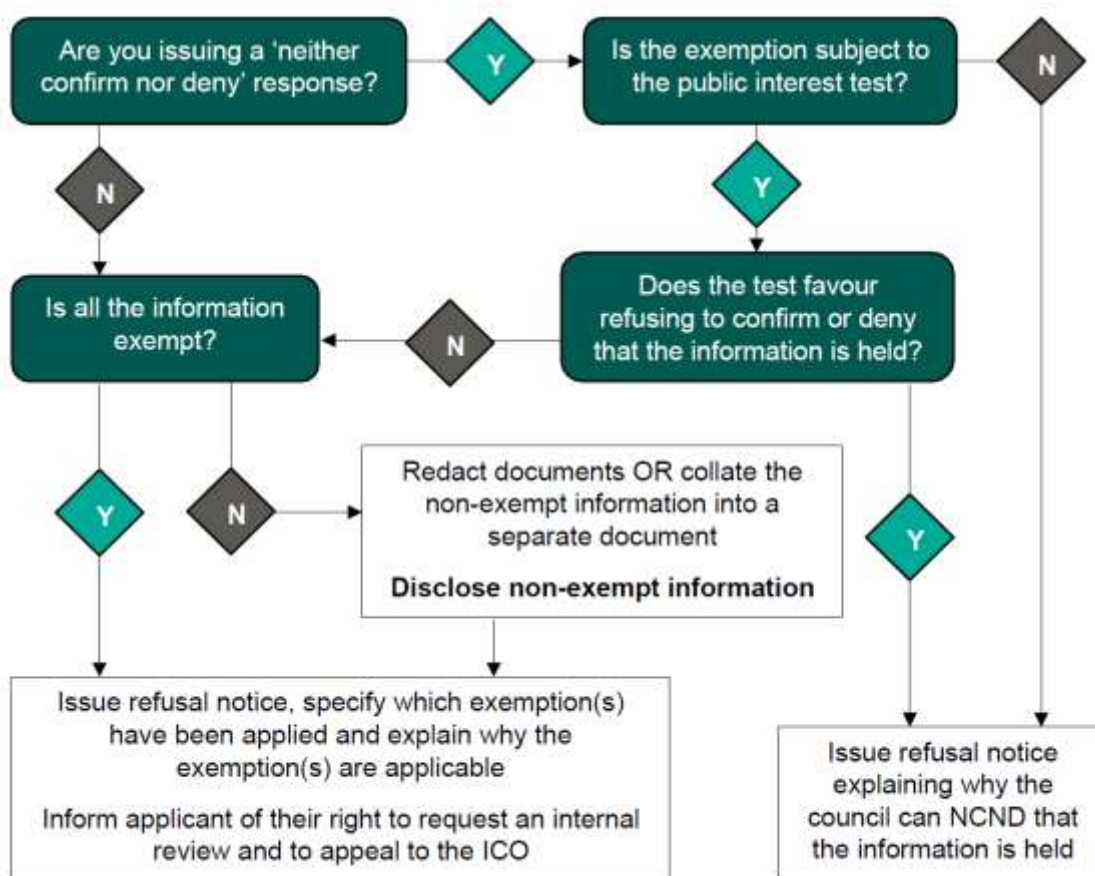 Are you issuing a ‘neither
confirm nor deny’ response?
Y
Is the exemption subject to
the public interest test?
N
N
Y
Is all the information
exempt?
N
Does the test favour
refusing to confirm or deny
that the information is held?
Y
N
Redact documents OR collate the
non-exempt information into a
separate document
Disclose non-exempt information
Y
Issue refusal notice, specify which exemption(s)
have been applied and explain why the
exemption(s) are applicable
Inform applicant of their right to request an internal
review and to appeal to the ICO
Issue refusal notice
explaining why the
council can NCND that
the information is held